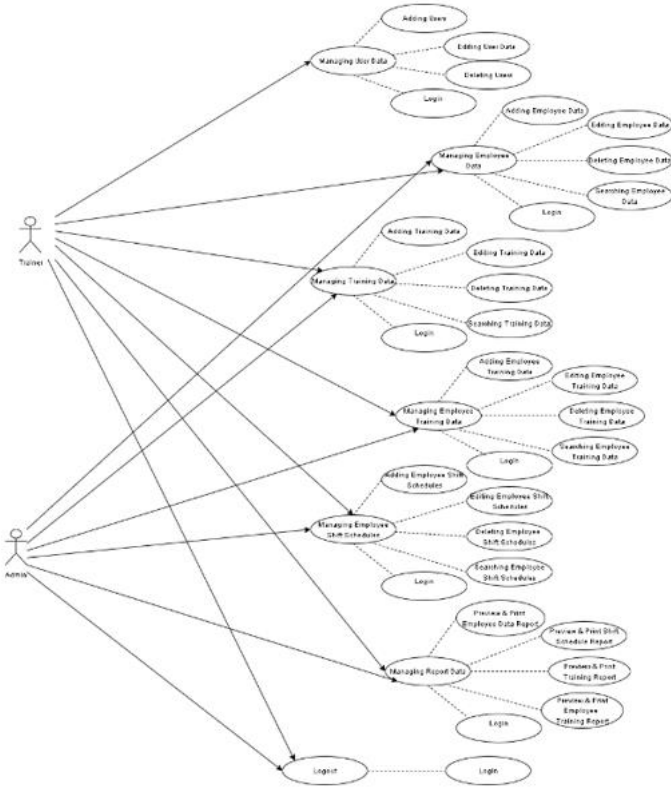 Adding Users
Editing User Data
Managing User Data
Deleting Users
Login
Adding Employee Data
Editing Employee Data
Managing Employee
Data
Deleting Employee Data
Searching Employee
Data
Login
Trainer
Adding Training Data
Editing Training Data
Managing Training Data
Deleting Training Data
Searching Training Data
Login
Adding Employee
Training Data
Editing Employee
Training Data
Managing Employee
Training Data
Deleting Employee
Training Data
Searching Employee
Training Data
Login
Adding Employee Shift
Schedules
Editing Employee Shift
Schedules
Managing Employee
Shift Schedules
Deleting Employee
Shift Schedules
Searching Employee
Shift Schedules
Login
Admin
Preview & Print
Employee Data Report
Preview & Print Shift
Schedule Report
Managing Report Data
Preview & Print
Training Report
Preview & Print
Employee
Training Report
Login
Logout
Login